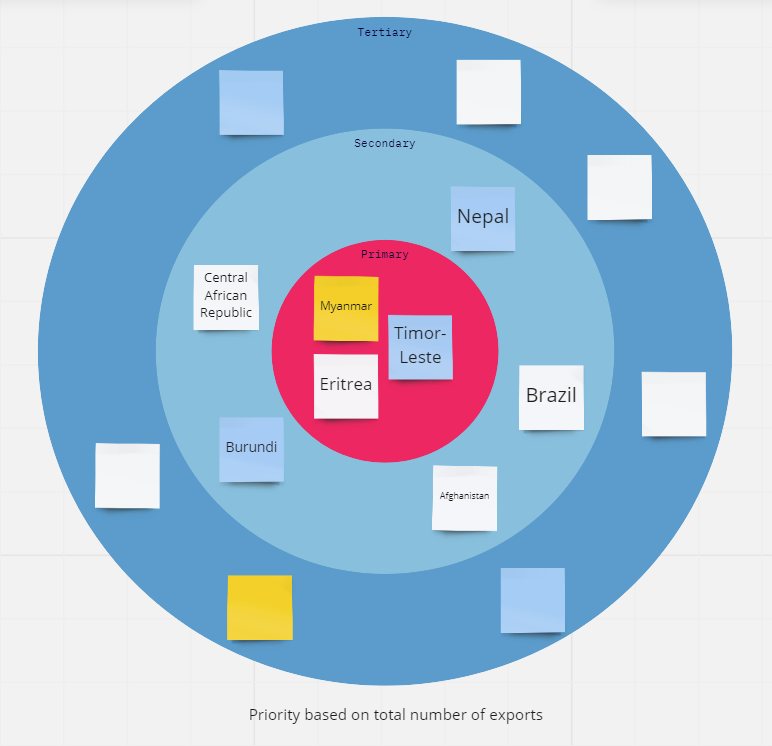 Tertiary
Secondary
Nepal
Primary
Central
African
Republic
Myanmar
Timor-
Leste
Eritrea
Brazil
Burundi
Afghanistan
Priority based on total number of exports